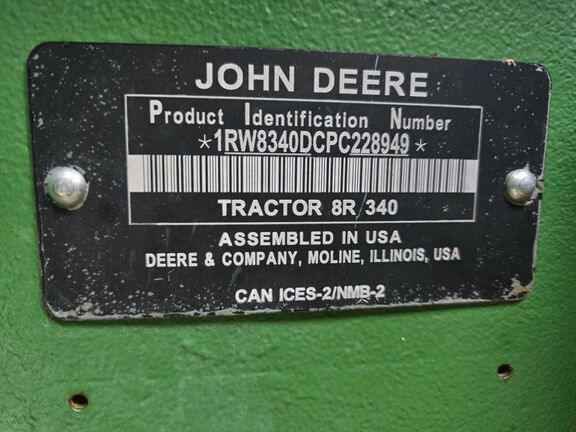 JOHN DEERE
Product Identification Number
*1RW8340DCPC228949*
TRACTOR 8R 340
ASSEMBLED IN USA
DEERE & COMPANY, MOLINE, ILLINOIS, USA
CAN ICES-2/NMB-2